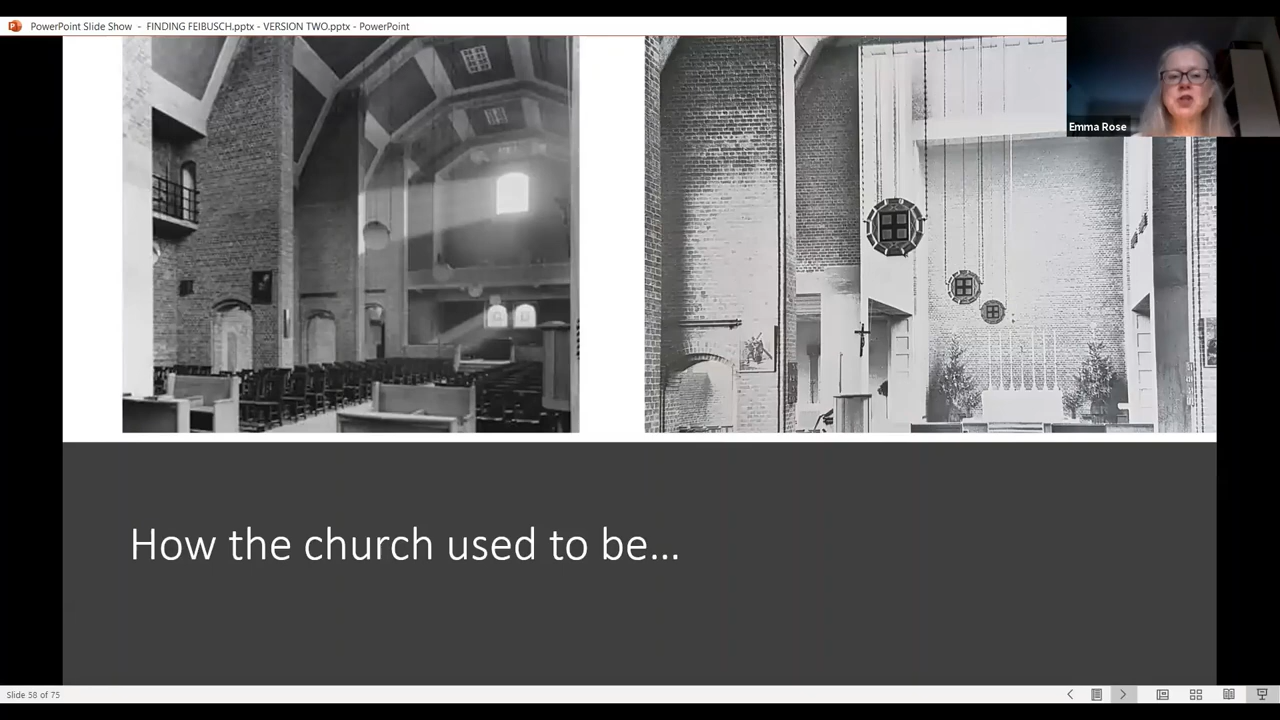 PowerPoint Slide Show - FINDING FEIBUSCH.pptx - VERSION TWO.pptx - PowerPoint
Emma Rose
How the church used to be...
Slide 58 of 75